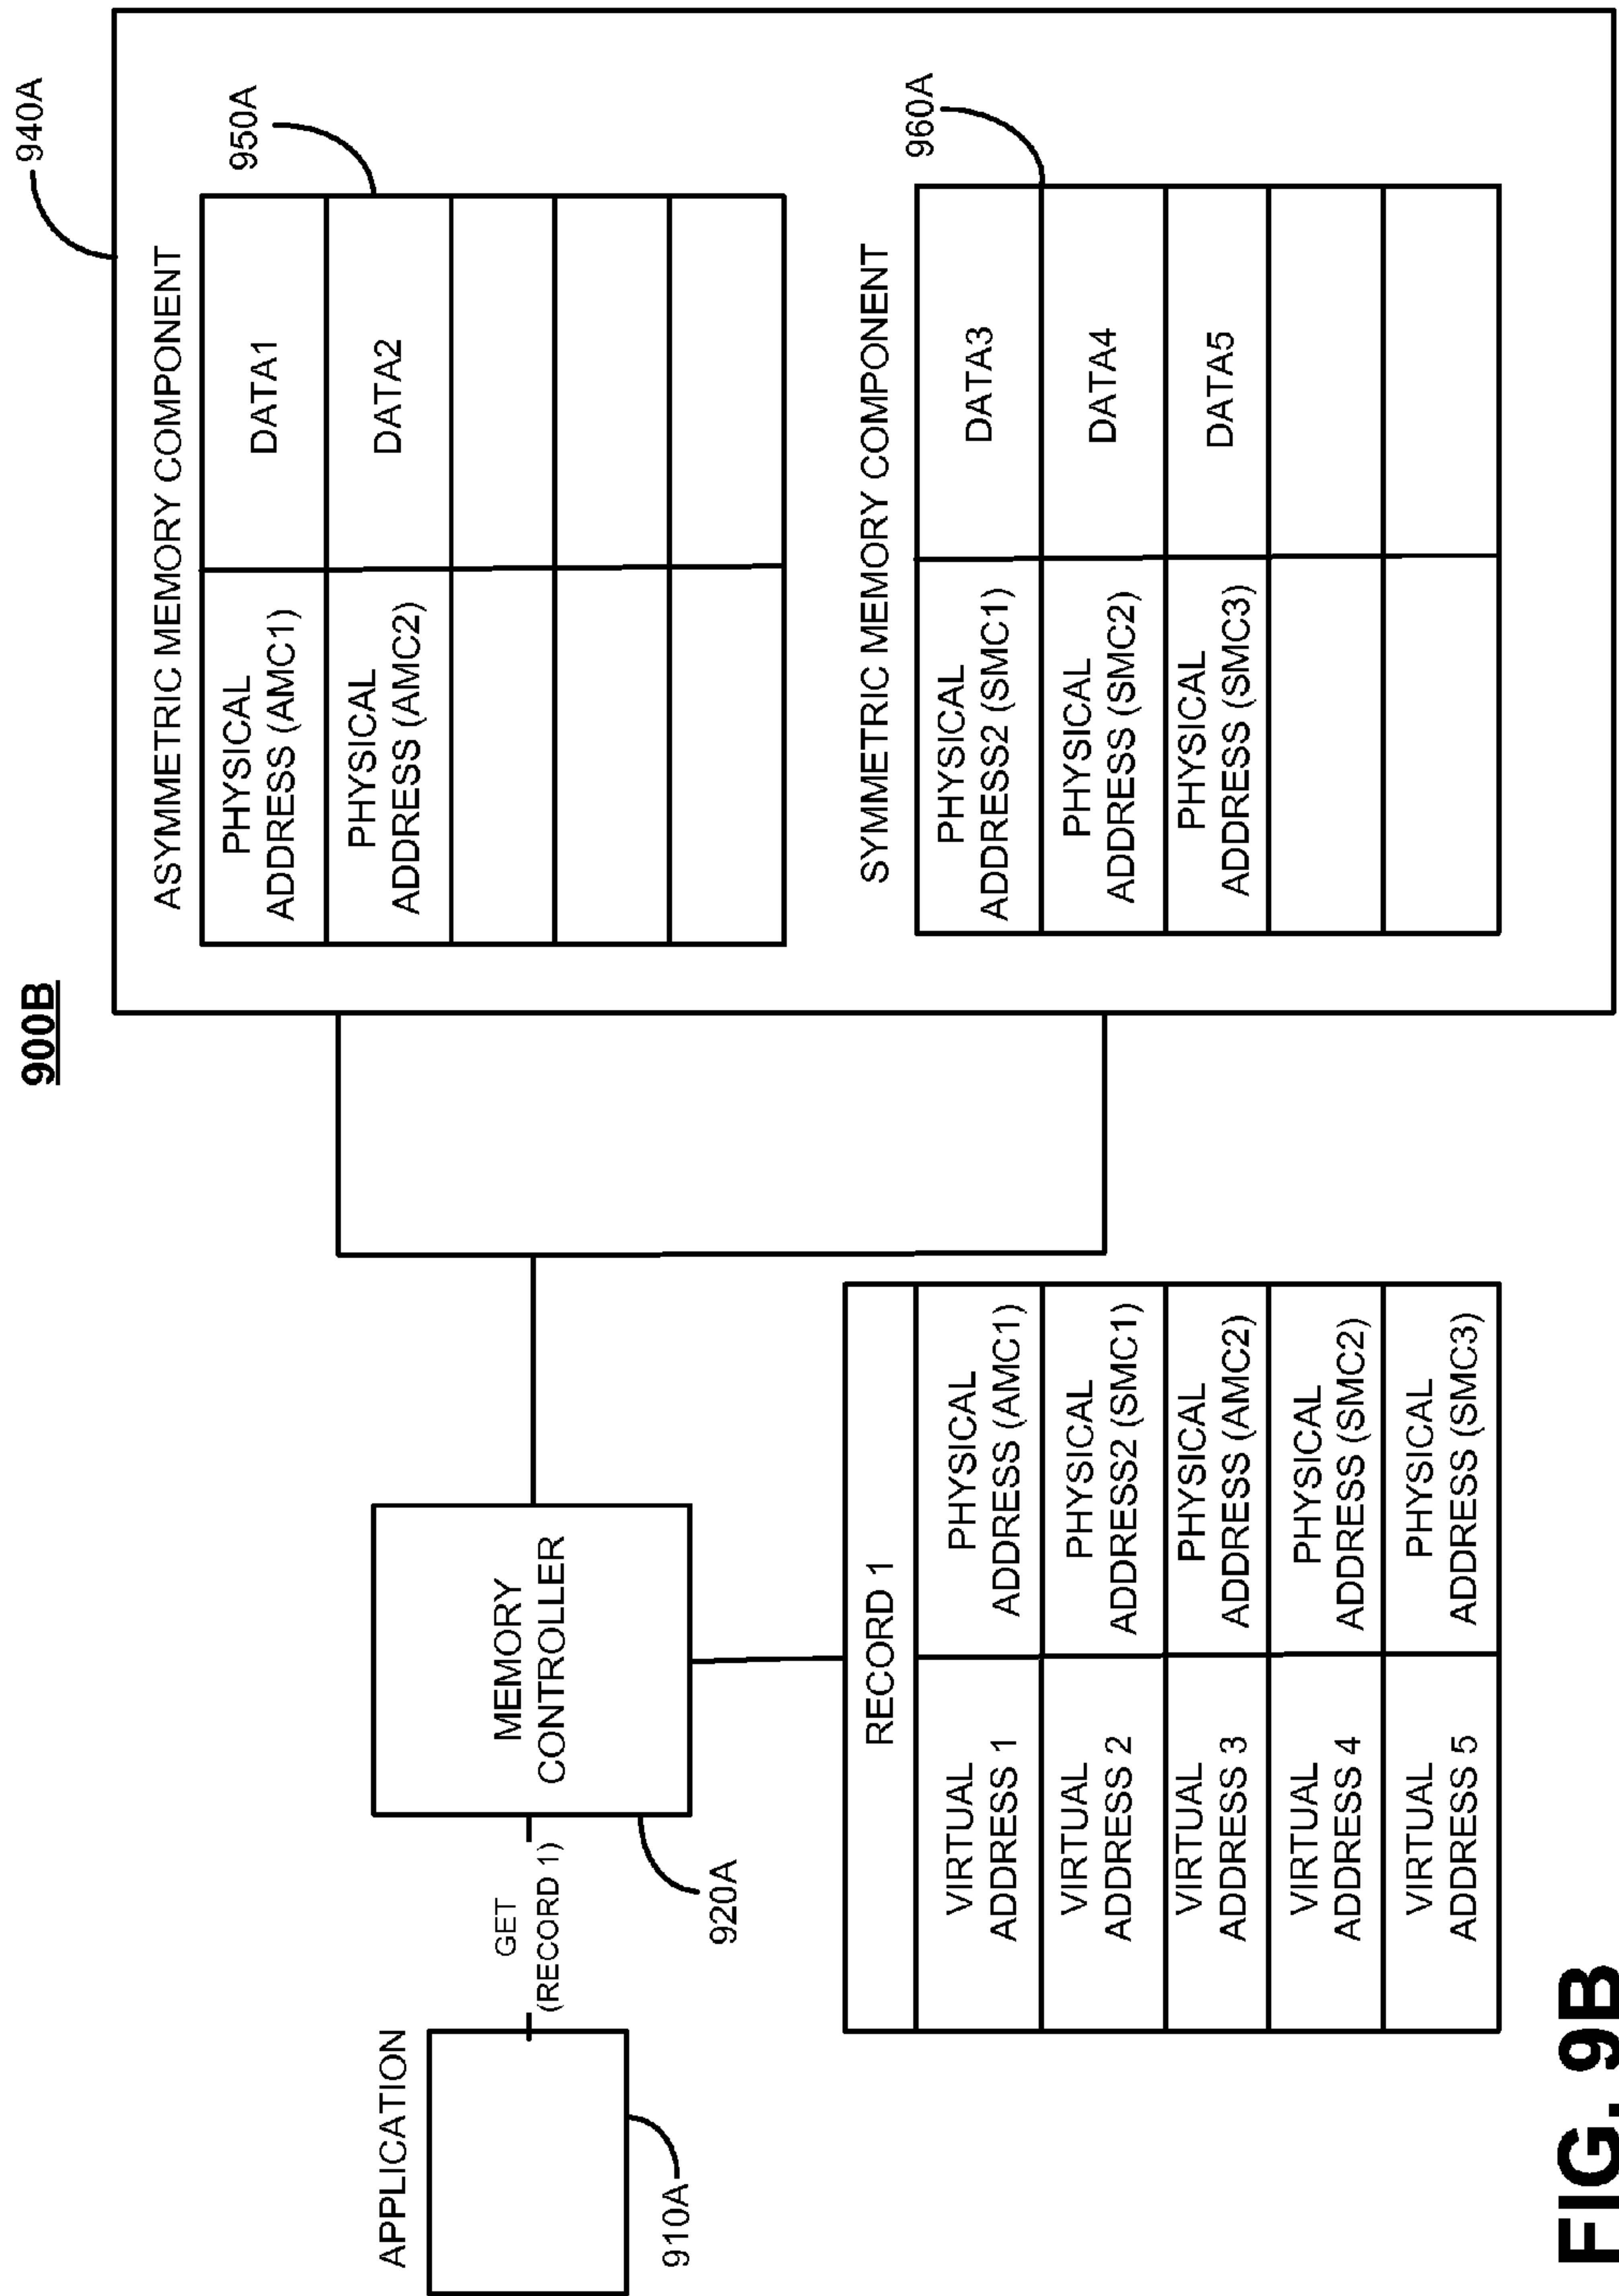 900B
940A
ASYMMETRIC MEMORY COMPONENT
PHYSICAL
ADDRESS (AMC1)
DATA1
PHYSICAL
ADDRESS (AMC2)
DATA2
950A
SYMMETRIC MEMORY COMPONENT
960A
PHYSICAL
ADDRESS2 (SMC1)
DATA3
PHYSICAL
ADDRESS (SMC2)
DATA4
PHYSICAL
ADDRESS (SMC3)
DATA5
APPLICATION
910A
GET
(RECORD 1)
MEMORY
CONTROLLER
920A
RECORD 1
VIRTUAL
ADDRESS 1
PHYSICAL
ADDRESS (AMC1)
VIRTUAL
ADDRESS 2
PHYSICAL
ADDRESS2 (SMC1)
VIRTUAL
ADDRESS 3
PHYSICAL
ADDRESS (AMC2)
VIRTUAL
ADDRESS 4
PHYSICAL
ADDRESS (SMC2)
VIRTUAL
ADDRESS 5
PHYSICAL
ADDRESS (SMC3)
FIG. 9B